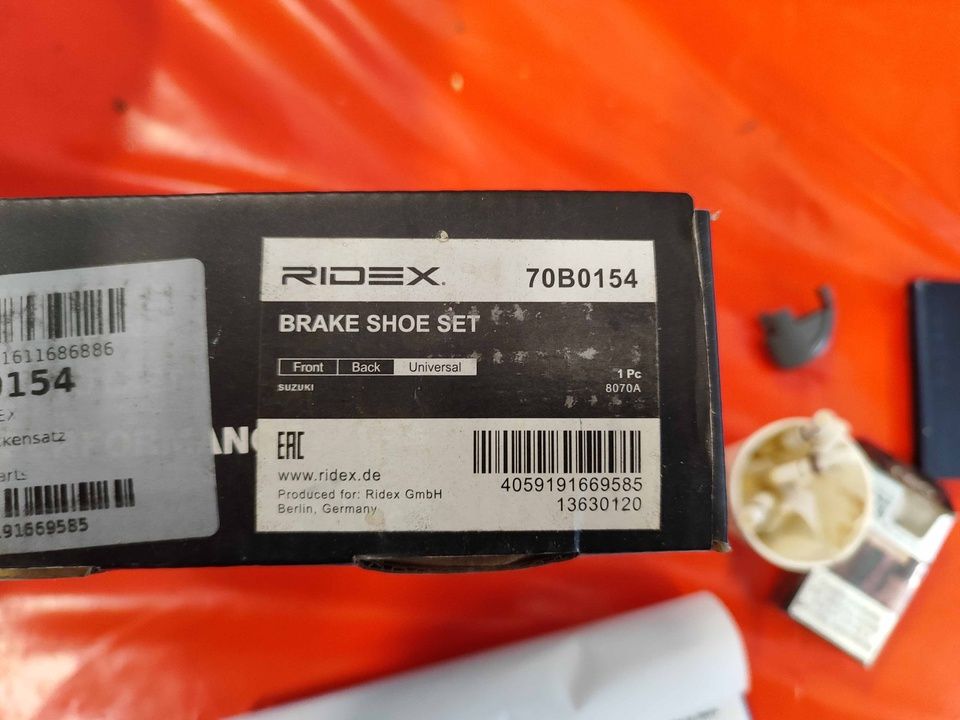 1611686886
0154
kensatz
91669585
RIDEX.
70B0154
BRAKE SHOE SET
Front Back Universal
SUZUKI
1 Pc
8070A
EAC
www.ridex.de
Produced for: Ridex GmbH
Berlin, Germany
4059191669585
13630120